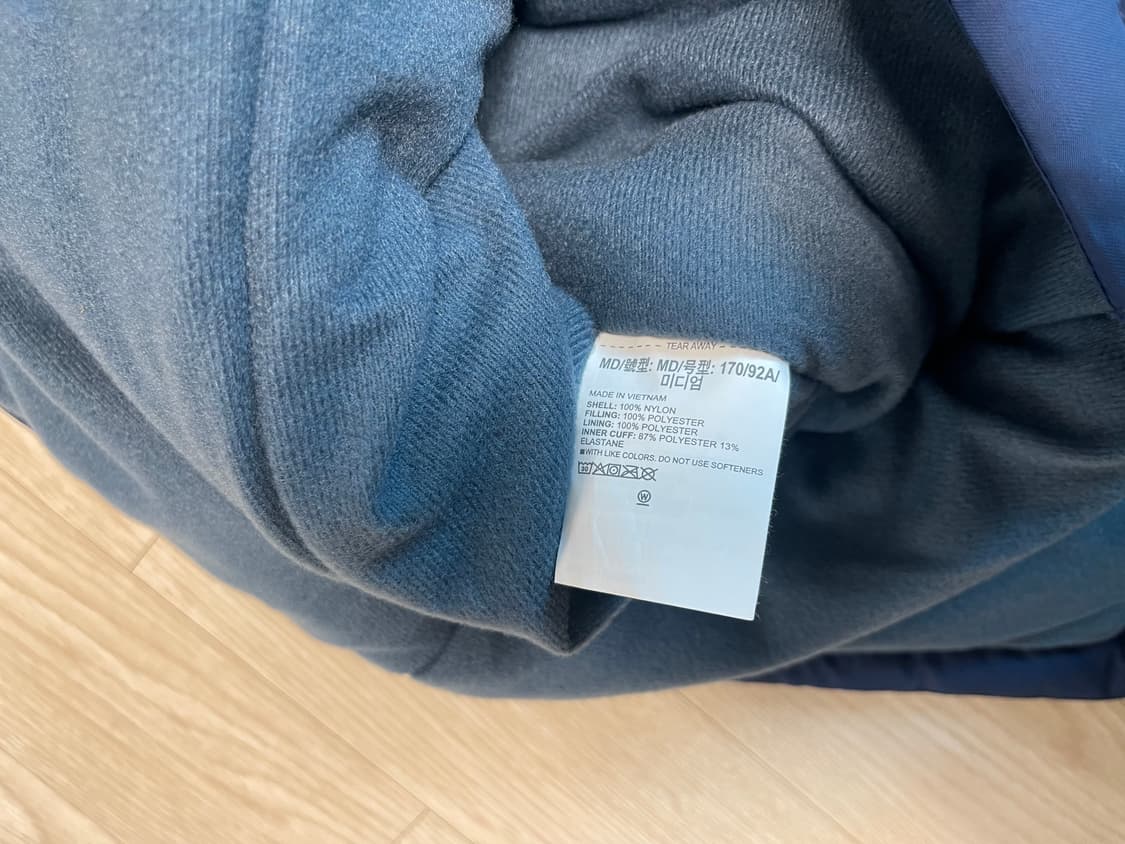 TEAR AWAY
MD/號型: MD/号型: 170/92A/
미디엄
MADE IN VIETNAM
SHELL: 100% NYLON
FILLING: 100% POLYESTER
LINING: 100% POLYESTER
INNER CUFF: 87% POLYESTER 13%
ELASTANE
WITH LIKE COLORS. DO NOT USE SOFTENERS
W